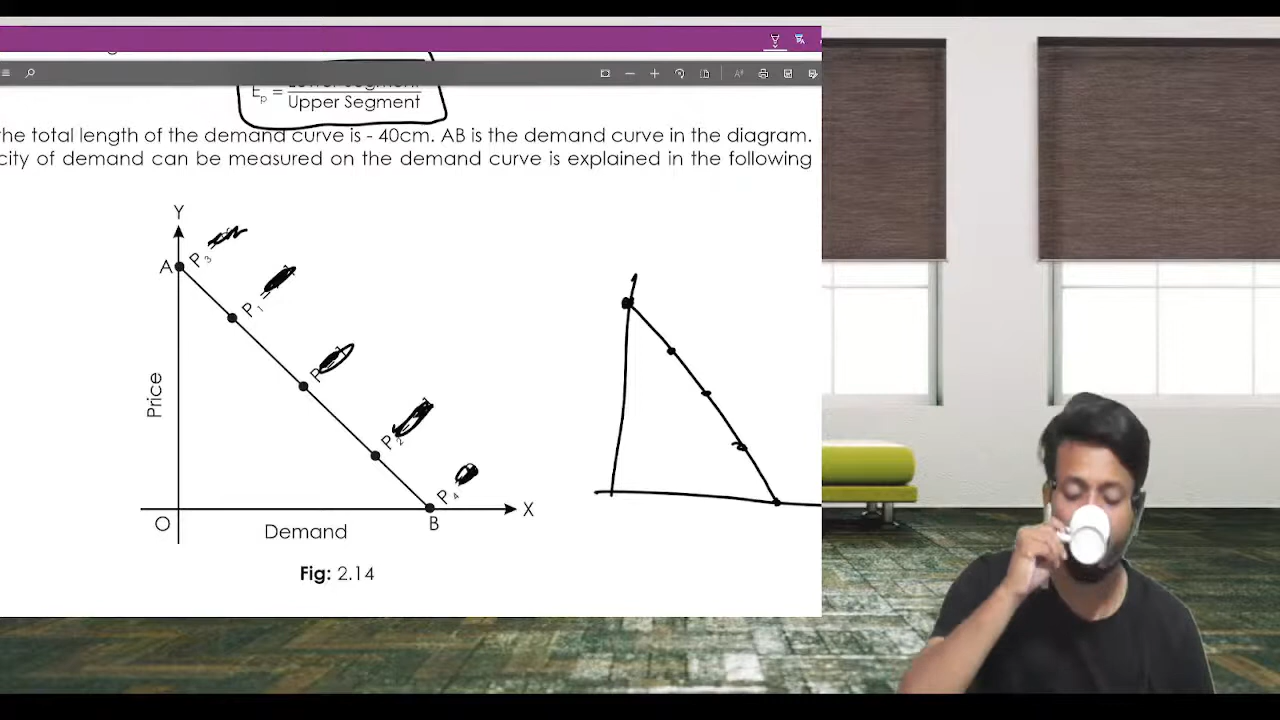 E_p = Lower Segment
Upper Segment
the total length of the demand curve is - 40cm. AB is the demand curve in the diagram.
city of demand can be measured on the demand curve is explained in the following
Y
A
P₃
P₁
P
P₂
P₄
Price
O
Demand
B
X
Fig: 2.14